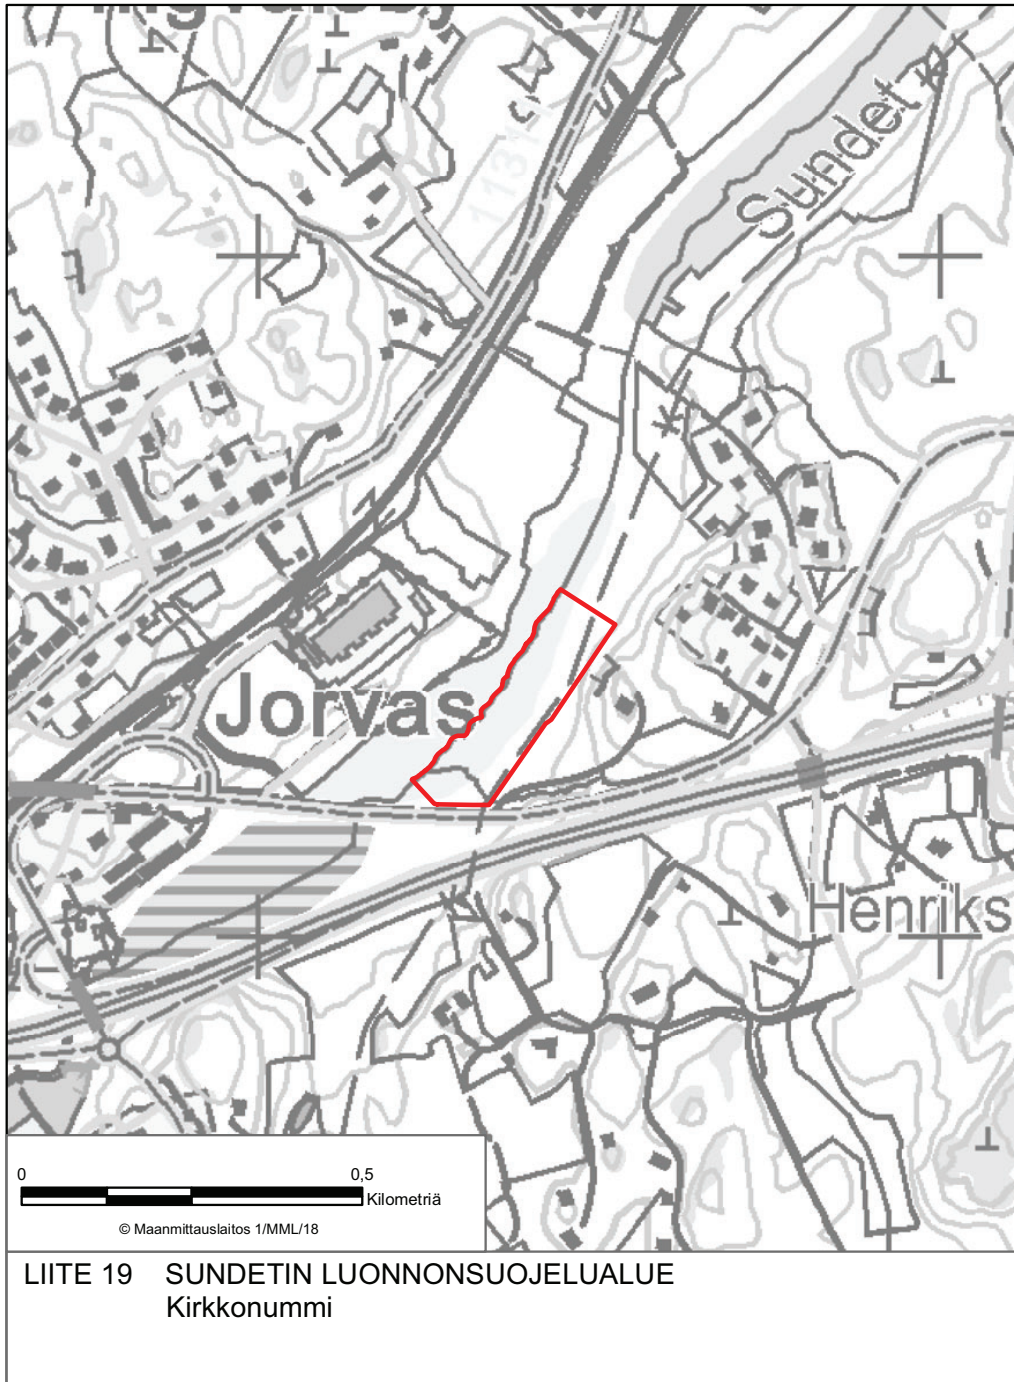 Sundet
Jorvas
Henriks
0 0,5
Kilometriä
© Maanmittauslaitos 1/MML/18
LIITE 19 SUNDETIN LUONNONSUOJELUALUE
Kirkkonummi